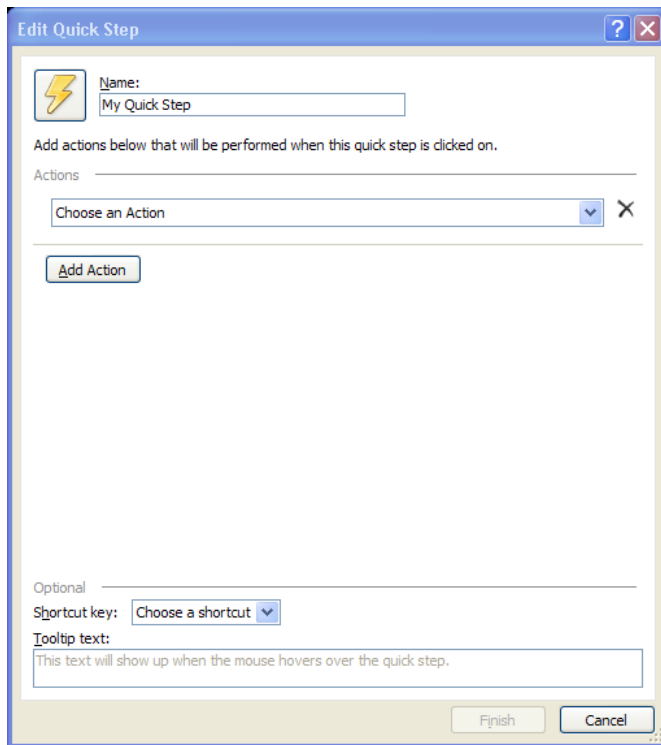 Edit Quick Step
Name:
My Quick Step
Add actions below that will be performed when this quick step is clicked on.
Actions
Choose an Action
Add Action
Optional
Shortcut key: Choose a shortcut
Tooltip text:
This text will show up when the mouse hovers over the quick step.
Finish Cancel